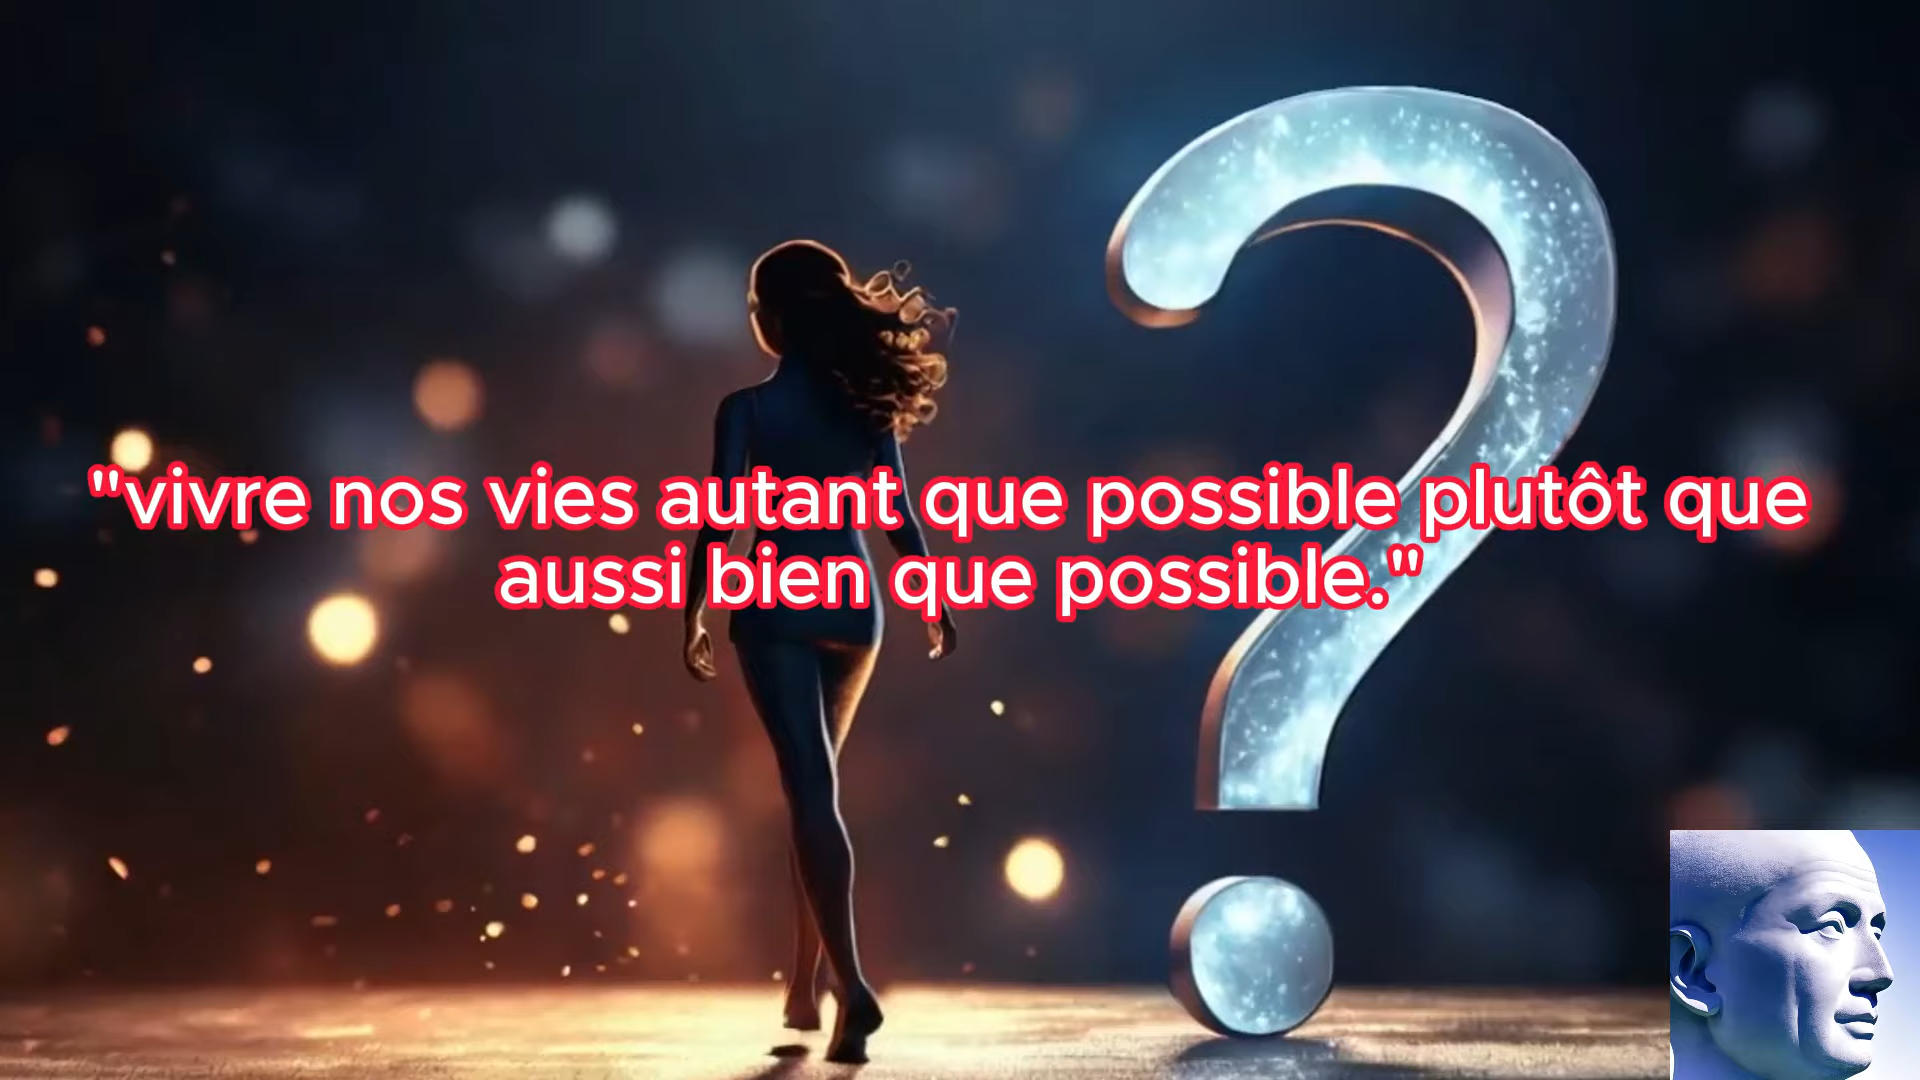 "vivre nos vies autant que possible plutôt que
aussi bien que possible."